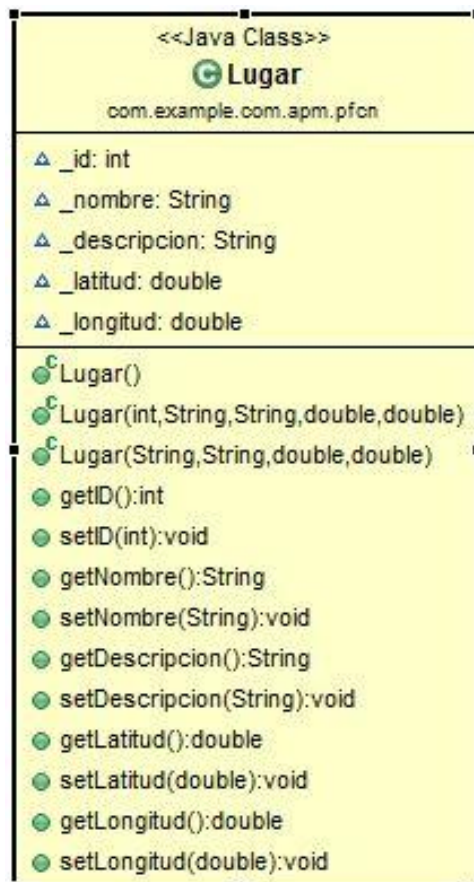 <<Java Class>>
Lugar
com.example.com.apm.pfcn
_id: int
_nombre: String
_descripcion: String
_latitud: double
_longitud: double
Lugar()
Lugar(int,String,String,double,double)
Lugar(String,String,double,double)
getID():int
setID(int):void
getNombre():String
setNombre(String):void
getDescripcion():String
setDescripcion(String):void
getLatitud():double
setLatitud(double):void
getLongitud():double
setLongitud(double):void